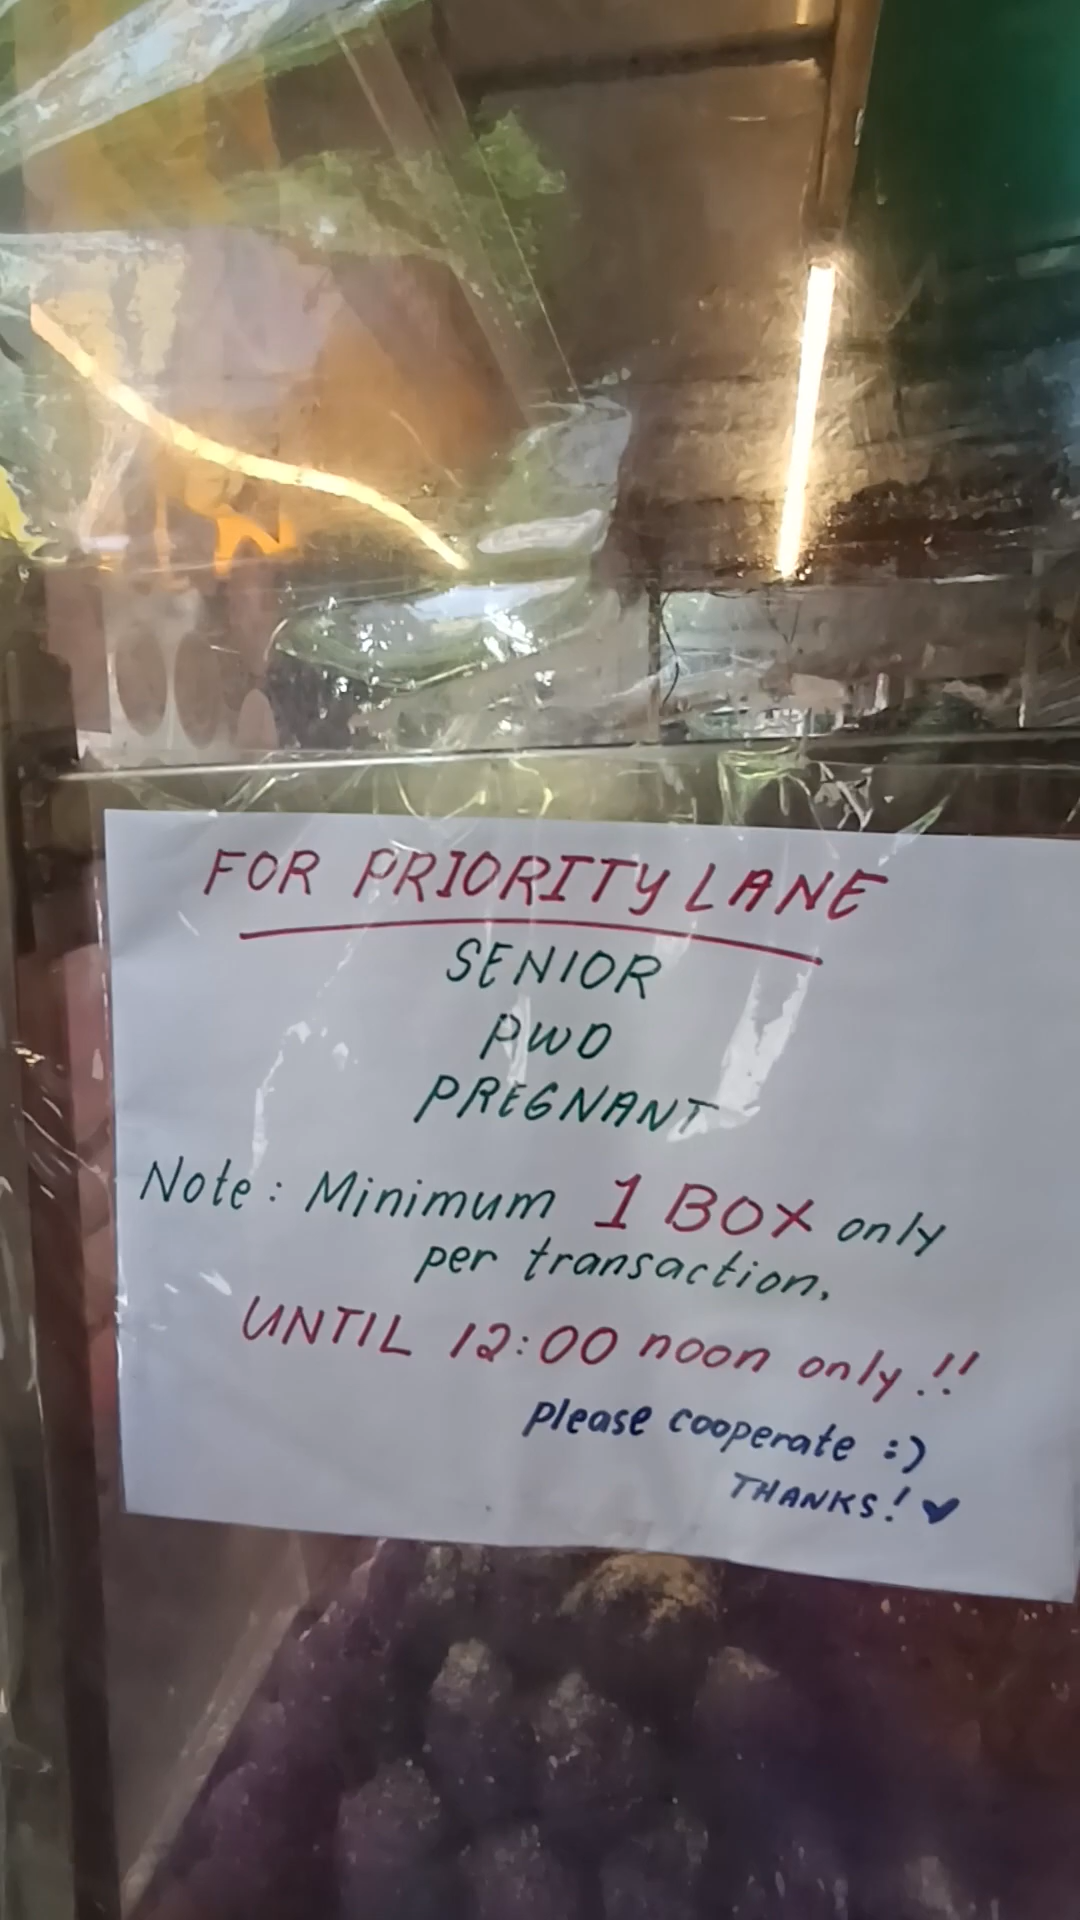 FOR PRIORITY LANE
SENIOR
PWD
PREGNANT
Note: Minimum 1 BOX only
per transaction.
UNTIL 12:00 noon only!!
please cooperate :)
THANKS! ♥